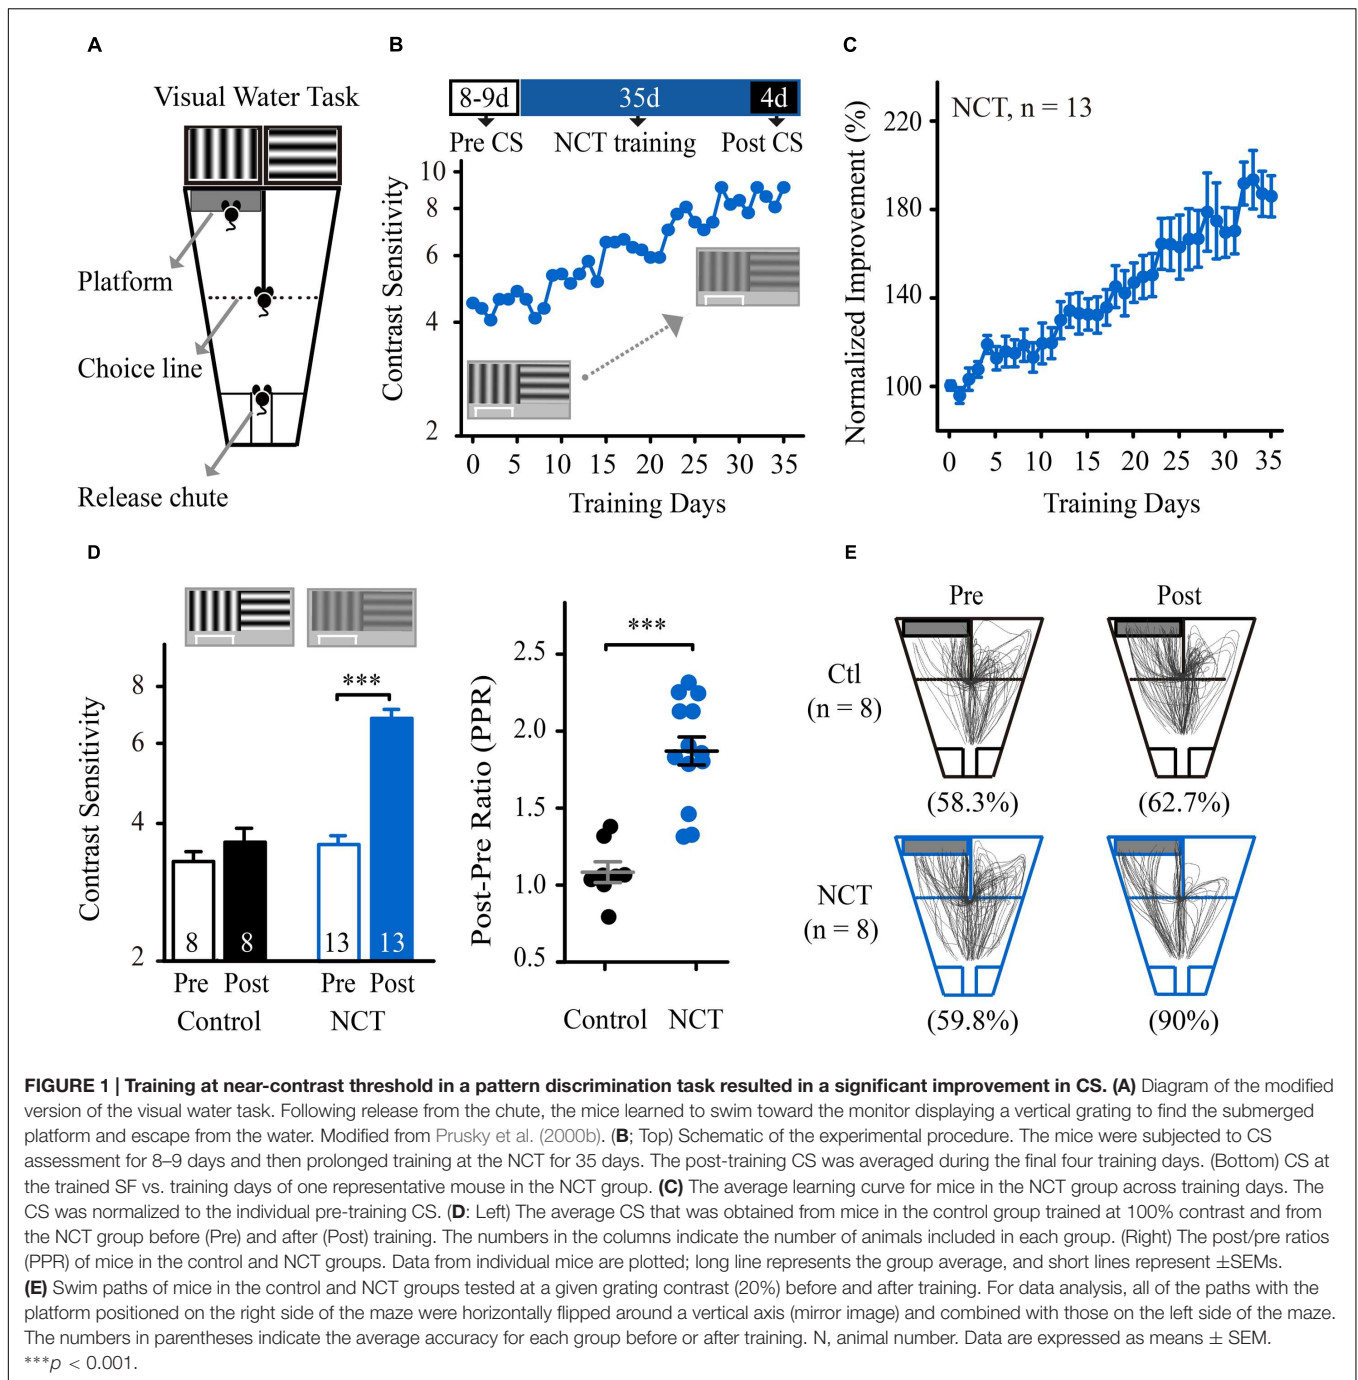 A
Visual Water Task
Platform
Choice line
Release chute
B
8-9d 35d 4d
Pre CS NCT training Post CS
Contrast Sensitivity
10
8
6
4
2
0 5 10 15 20 25 30 35
Training Days
C
NCT, n = 13
Normalized Improvement (%)
220
180
140
100
0 5 10 15 20 25 30 35
Training Days
D
Contrast Sensitivity
8
6
4
2
***
8 8 13 13
Pre Post Pre Post
Control NCT
Post-Pre Ratio (PPR)
***
2.5
2.0
1.5
1.0
0.5
Control NCT
E
Pre Post
Ctl
(n = 8)
(58.3%) (62.7%)
NCT
(n = 8)
(59.8%) (90%)
FIGURE 1 | Training at near-contrast threshold in a pattern discrimination task resulted in a significant improvement in CS. (A) Diagram of the modified
version of the visual water task. Following release from the chute, the mice learned to swim toward the monitor displaying a vertical grating to find the submerged
platform and escape from the water. Modified from Prusky et al. (2000b). (B; Top) Schematic of the experimental procedure. The mice were subjected to CS
assessment for 8–9 days and then prolonged training at the NCT for 35 days. The post-training CS was averaged during the final four training days. (Bottom) CS at
the trained SF vs. training days of one representative mouse in the NCT group. (C) The average learning curve for mice in the NCT group across training days. The
CS was normalized to the individual pre-training CS. (D: Left) The average CS that was obtained from mice in the control group trained at 100% contrast and from
the NCT group before (Pre) and after (Post) training. The numbers in the columns indicate the number of animals included in each group. (Right) The post/pre ratios
(PPR) of mice in the control and NCT groups. Data from individual mice are plotted; long line represents the group average, and short lines represent ±SEMs.
(E) Swim paths of mice in the control and NCT groups tested at a given grating contrast (20%) before and after training. For data analysis, all of the paths with the
platform positioned on the right side of the maze were horizontally flipped around a vertical axis (mirror image) and combined with those on the left side of the maze.
The numbers in parentheses indicate the average accuracy for each group before or after training. N, animal number. Data are expressed as means ± SEM.
***p < 0.001.